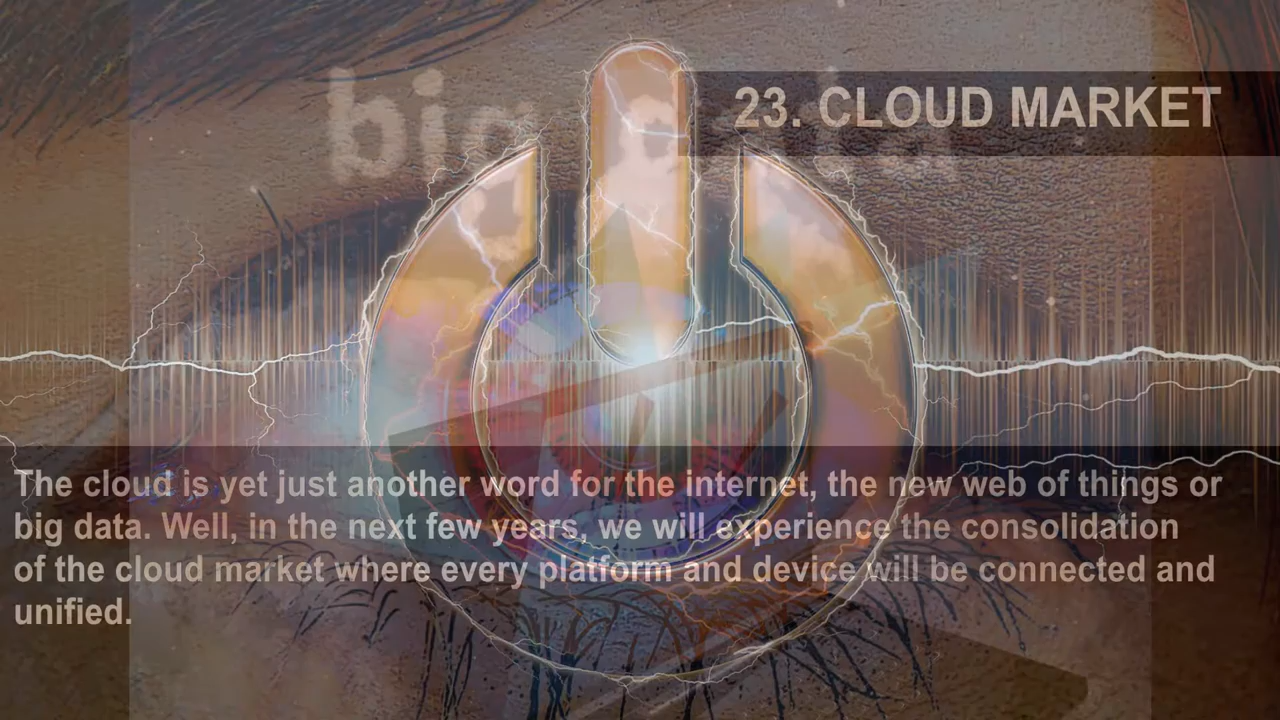 23. CLOUD MARKET
The cloud is yet just another word for the internet, the new web of things or
big data. Well, in the next few years, we will experience the consolidation
of the cloud market where every platform and device will be connected and
unified.